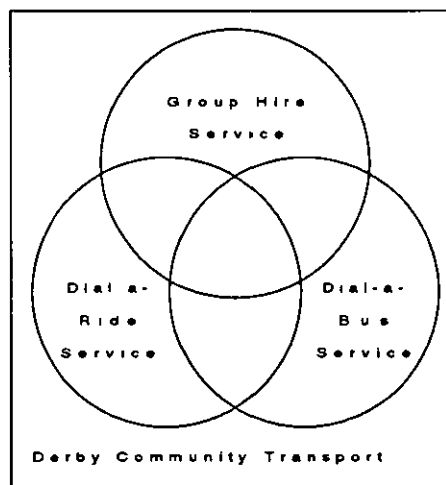 Group Hire
Service
Dial a-
Ride
Service
Dial-a-
Bus
Service
Derby Community Transport